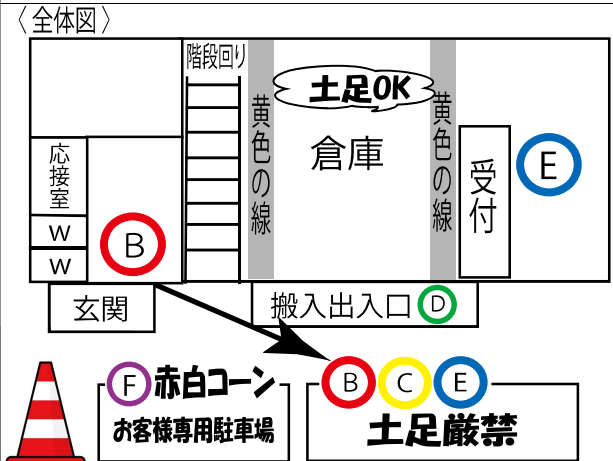 〈全体図〉
階段回り
土足OK
黄色の線
倉庫
黄色の線
受付
E
応接室
W
W
B
玄関
搬入出入口 D
F 赤白コーン
お客様専用駐車場
B C E
土足厳禁